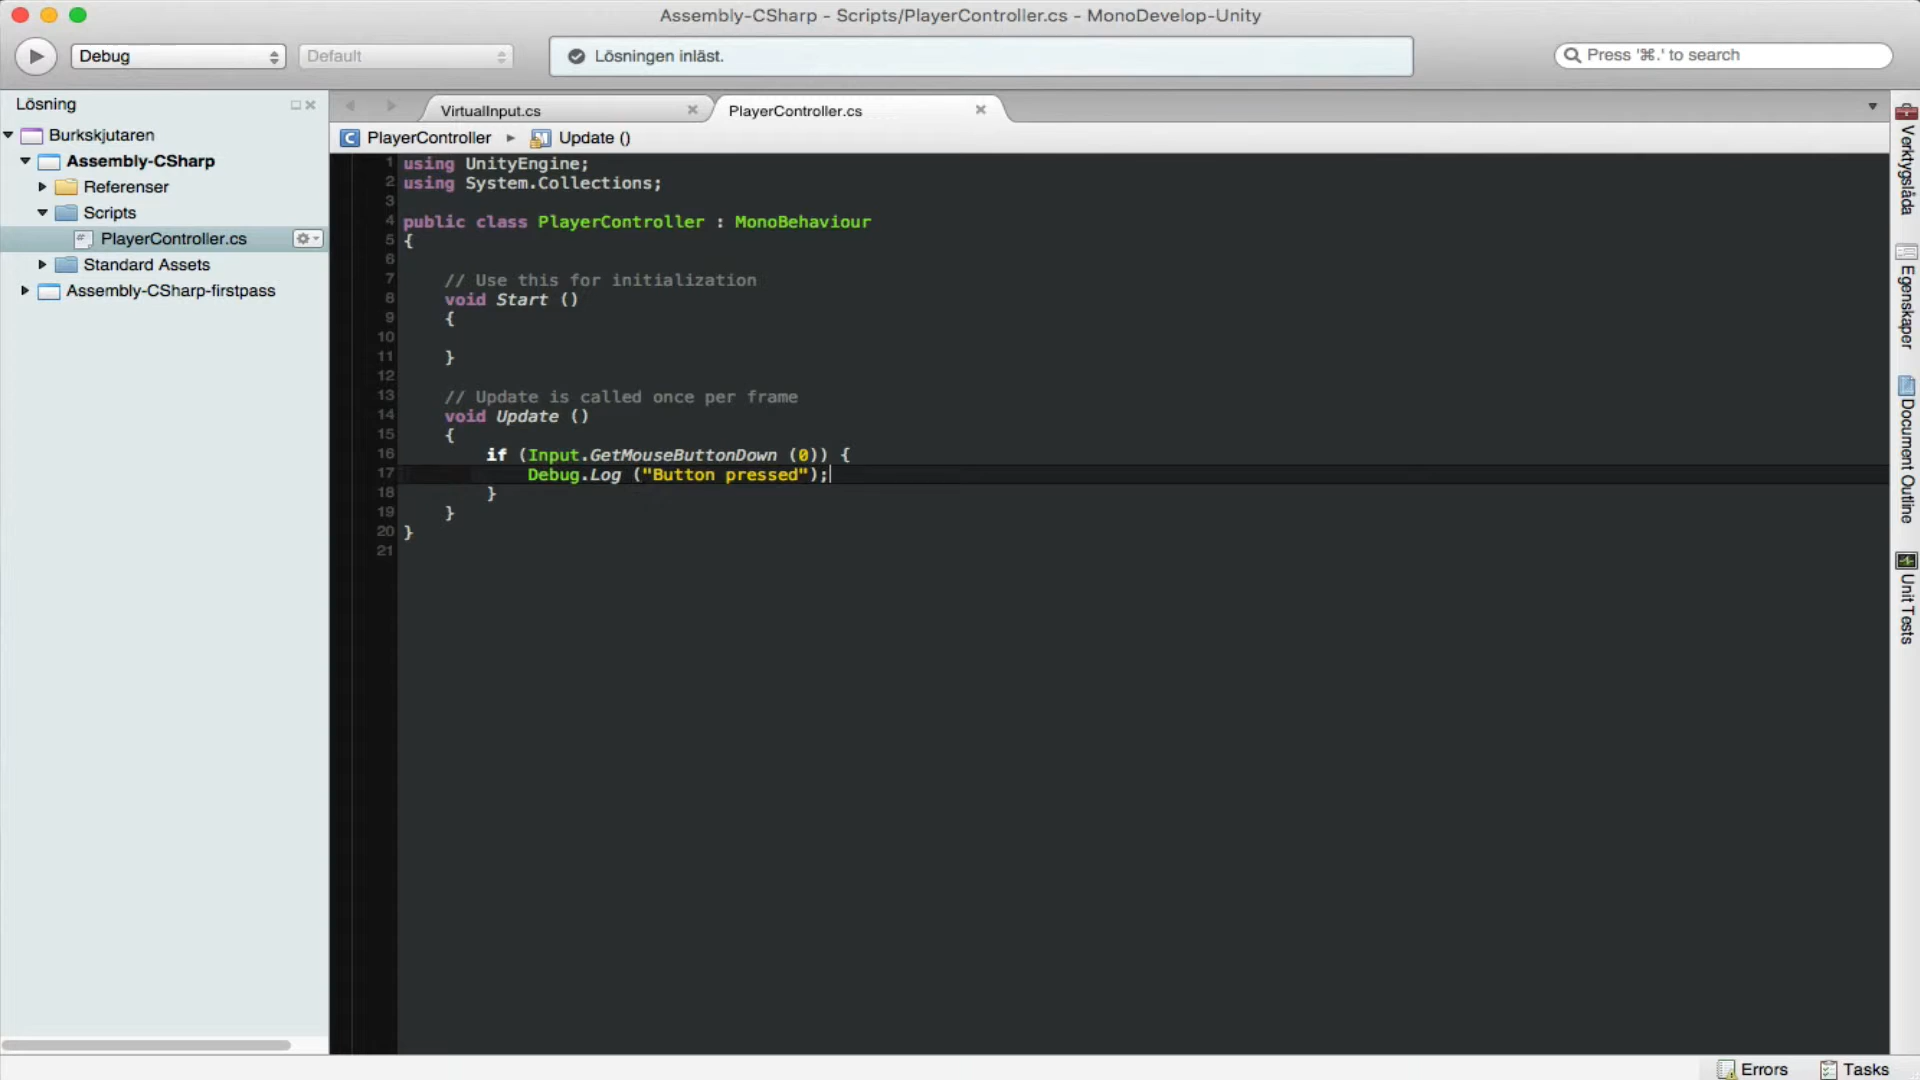 Assembly-CSharp - Scripts/PlayerController.cs - MonoDevelop-Unity
Debug
Default
Lösningen inläst.
Press '⌘.' to search
Lösning
Burkskjutaren
Assembly-CSharp
Referenser
Scripts
PlayerController.cs
Standard Assets
Assembly-CSharp-firstpass
VirtualInput.cs
PlayerController.cs
PlayerController
Update ()
1 using UnityEngine;
2 using System.Collections;
3
4 public class PlayerController : MonoBehaviour
5 {
6
7 // Use this for initialization
8 void Start ()
9 {
10
11 }
12
13 // Update is called once per frame
14 void Update ()
15 {
16 if (Input.GetMouseButtonDown (0)) {
17 Debug.Log ("Button pressed");
18 }
19 }
20 }
21
Verktygslåda
Egenskaper
Document Outline
Unit Tests
Errors
Tasks